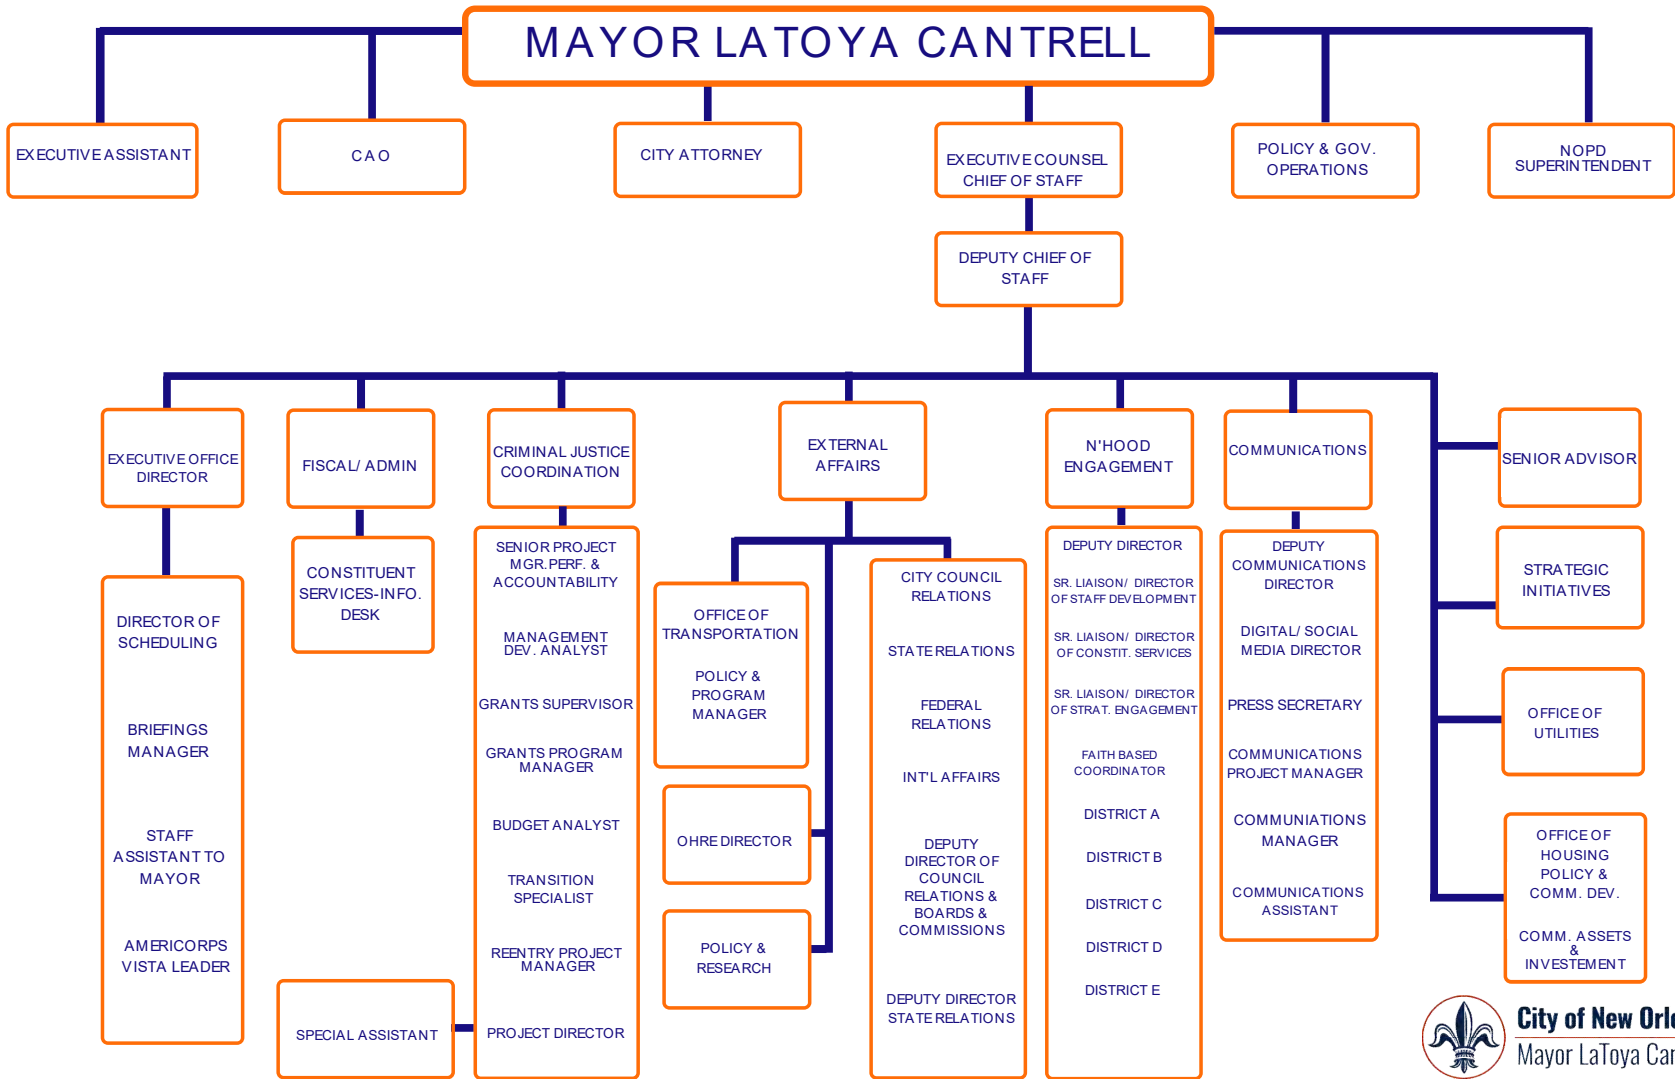 MAYOR LATOYA CANTRELL
EXECUTIVE ASSISTANT
CAO
CITY ATTORNEY
EXECUTIVE COUNSEL
CHIEF OF STAFF
POLICY & GOV.
OPERATIONS
NOPD
SUPERINTENDENT
DEPUTY CHIEF OF
STAFF
EXECUTIVE OFFICE
DIRECTOR
FISCAL/ ADMIN
CRIMINAL JUSTICE
COORDINATION
EXTERNAL
AFFAIRS
N'HOOD
ENGAGEMENT
COMMUNICATIONS
SENIOR ADVISOR
DIRECTOR OF
SCHEDULING
BRIEFINGS
MANAGER
STAFF
ASSISTANT TO
MAYOR
AMERICORPS
VISTA LEADER
CONSTITUENT
SERVICES-INFO.
DESK
SENIOR PROJECT
MGR.PERF. &
ACCOUNTABILITY
MANAGEMENT
DEV. ANALYST
GRANTS SUPERVISOR
GRANTS PROGRAM
MANAGER
BUDGET ANALYST
TRANSITION
SPECIALIST
REENTRY PROJECT
MANAGER
PROJECT DIRECTOR
SPECIAL ASSISTANT
OFFICE OF
TRANSPORTATION
POLICY &
PROGRAM
MANAGER
OHRE DIRECTOR
POLICY &
RESEARCH
CITY COUNCIL
RELATIONS
STATE RELATIONS
FEDERAL
RELATIONS
INT'L AFFAIRS
DEPUTY
DIRECTOR OF
COUNCIL
RELATIONS &
BOARDS &
COMMISSIONS
DEPUTY DIRECTOR
STATE RELATIONS
DEPUTY DIRECTOR
SR. LIAISON/ DIRECTOR
OF STAFF DEVELOPMENT
SR. LIAISON/ DIRECTOR
OF CONSTIT. SERVICES
SR. LIAISON/ DIRECTOR
OF STRAT. ENGAGEMENT
FAITH BASED
COORDINATOR
DISTRICT A
DISTRICT B
DISTRICT C
DISTRICT D
DISTRICT E
DEPUTY
COMMUNICATIONS
DIRECTOR
DIGITAL/ SOCIAL
MEDIA DIRECTOR
PRESS SECRETARY
COMMUNICATIONS
PROJECT MANAGER
COMMUNIATIONS
MANAGER
COMMUNICATIONS
ASSISTANT
STRATEGIC
INITIATIVES
OFFICE OF
UTILITIES
OFFICE OF
HOUSING
POLICY &
COMM. DEV.
COMM. ASSETS
&
INVESTEMENT
City of New Orl
Mayor LaToya Ca